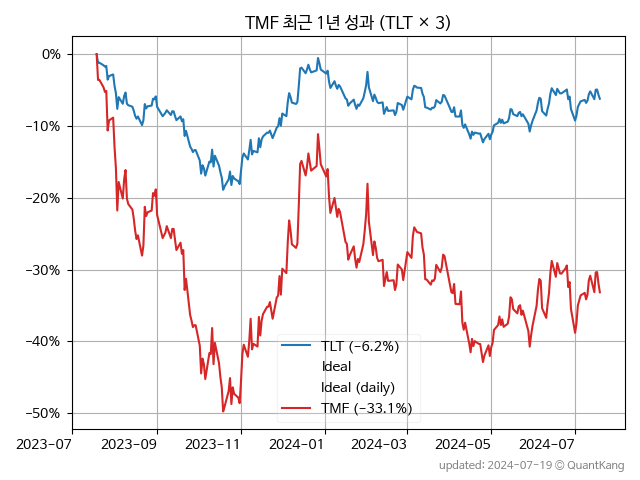 TMF 최근 1년 성과 (TLT × 3)
0%
−10%
−20%
−30%
−40%
−50%
TLT (−6.2%)
Ideal
Ideal (daily)
TMF (−33.1%)
2023−07
2023−09
2023−11
2024−01
2024−03
2024−05
2024−07
updated: 2024−07−19 © QuantKang